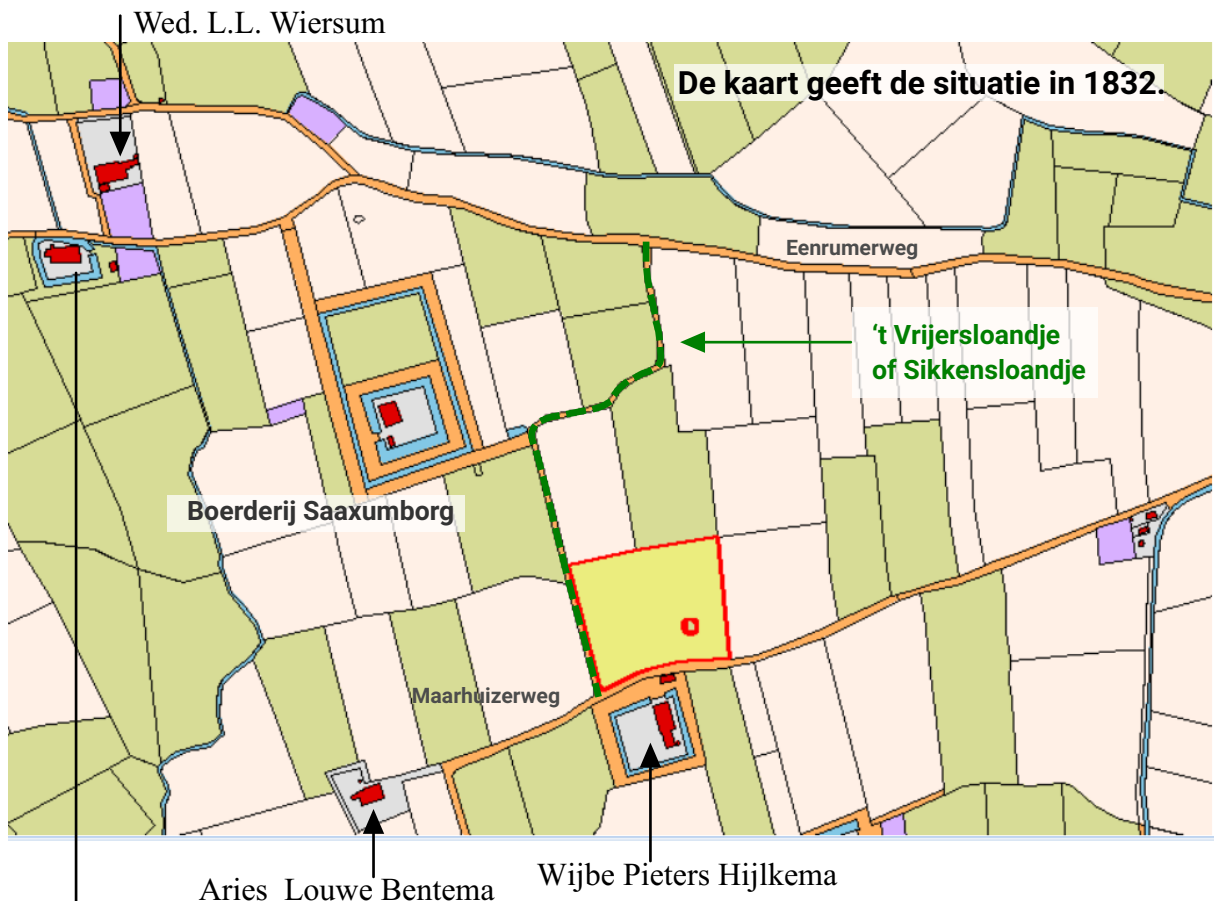 Wed. L.L. Wiersum
De kaart geeft de situatie in 1832.
Eenrumerweg
‘t Vrijersloandje
of Sikkensloandje
Boerderij Saaxumborg
Maarhuizerweg
Wijbe Pieters Hijlkema
Aries Louwe Bentema